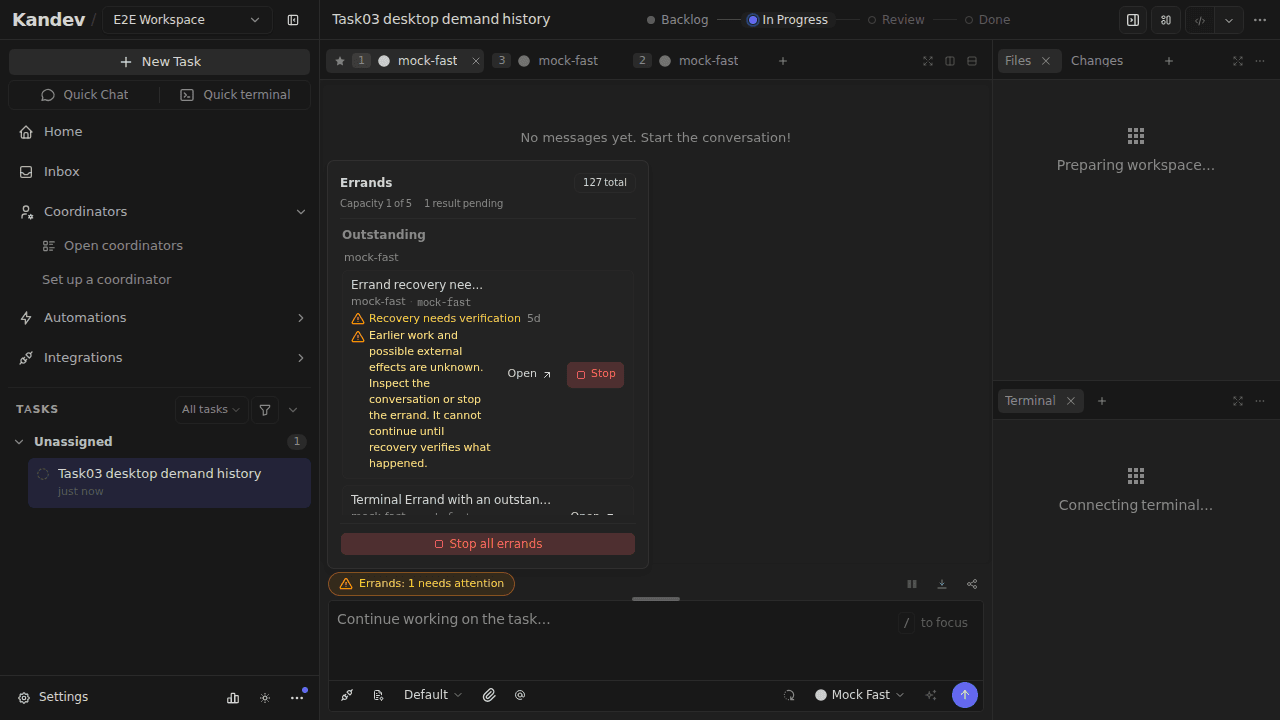 Kandev / E2E Workspace
Task03 desktop demand history
Backlog
In Progress
Review
Done
New Task
Quick Chat
Quick terminal
Home
Inbox
Coordinators
Open coordinators
Set up a coordinator
Automations
Integrations
TASKS
All tasks
Unassigned
1
Task03 desktop demand history
just now
Settings
1 mock-fast
3 mock-fast
2 mock-fast
No messages yet. Start the conversation!
Errands
127 total
Capacity 1 of 5 1 result pending
Outstanding
mock-fast
Errand recovery nee...
mock-fast · mock-fast
Recovery needs verification 5d
Earlier work and
possible external
effects are unknown.
Inspect the
conversation or stop
the errand. It cannot
continue until
recovery verifies what
happened.
Open
Stop
Terminal Errand with an outstan...
Stop all errands
Errands: 1 needs attention
Continue working on the task...
/ to focus
Default
Mock Fast
Files
Changes
Preparing workspace...
Terminal
Connecting terminal...